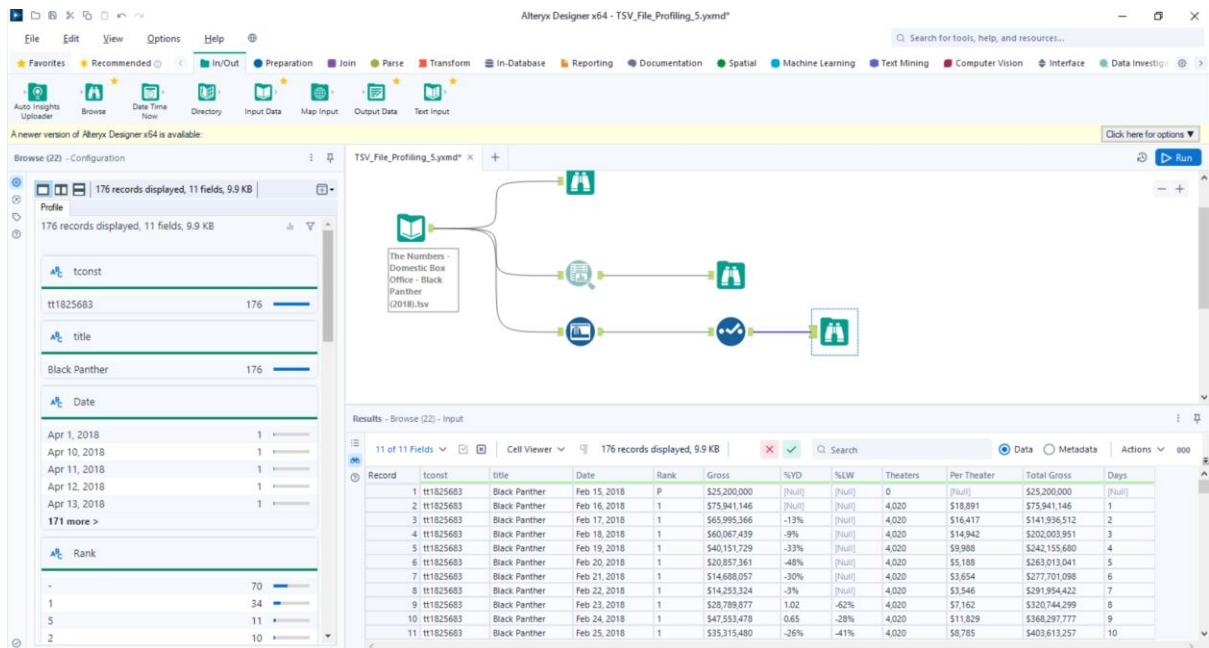 Alteryx Designer x64 - TSV_File_Profiling_5.yxmd*
File Edit View Options Help
Search for tools, help, and resources...
Favorites Recommended In/Out Preparation Join Parse Transform In-Database Reporting Documentation Spatial Machine Learning Text Mining Computer Vision Interface Data Investig
Auto Insights Uploader Browse Date Time Now Directory Input Data Map Input Output Data Text Input
A newer version of Alteryx Designer x64 is available: Click here for options ▼
Browse (22) - Configuration
TSV_File_Profiling_5.yxmd* × + Run
176 records displayed, 11 fields, 9.9 KB
Profile
176 records displayed, 11 fields, 9.9 KB
tconst
tt1825683 176
title
Black Panther 176
Date
Apr 1, 2018 1
Apr 10, 2018 1
Apr 11, 2018 1
Apr 12, 2018 1
Apr 13, 2018 1
171 more >
Rank
- 70
1 34
5 11
2 10
The Numbers -
Domestic Box
Office - Black
Panther
(2018).tsv
Results - Browse (22) - Input
11 of 11 Fields Cell Viewer 176 records displayed, 9.9 KB Search Data Metadata Actions 000
Record tconst title Date Rank Gross %YD %LW Theaters Per Theater Total Gross Days
1 tt1825683 Black Panther Feb 15, 2018 P $25,200,000 [Null] [Null] 0 [Null] $25,200,000 [Null]
2 tt1825683 Black Panther Feb 16, 2018 1 $75,941,146 [Null] [Null] 4,020 $18,891 $75,941,146 1
3 tt1825683 Black Panther Feb 17, 2018 1 $65,995,366 -13% [Null] 4,020 $16,417 $141,936,512 2
4 tt1825683 Black Panther Feb 18, 2018 1 $60,067,439 -9% [Null] 4,020 $14,942 $202,003,951 3
5 tt1825683 Black Panther Feb 19, 2018 1 $40,151,729 -33% [Null] 4,020 $9,988 $242,155,680 4
6 tt1825683 Black Panther Feb 20, 2018 1 $20,857,361 -48% [Null] 4,020 $5,188 $263,013,041 5
7 tt1825683 Black Panther Feb 21, 2018 1 $14,688,057 -30% [Null] 4,020 $3,654 $277,701,098 6
8 tt1825683 Black Panther Feb 22, 2018 1 $14,253,324 -3% [Null] 4,020 $3,546 $291,954,422 7
9 tt1825683 Black Panther Feb 23, 2018 1 $28,789,877 1.02 -62% 4,020 $7,162 $320,744,299 8
10 tt1825683 Black Panther Feb 24, 2018 1 $47,553,478 0.65 -28% 4,020 $11,829 $368,297,777 9
11 tt1825683 Black Panther Feb 25, 2018 1 $35,315,480 -26% -41% 4,020 $8,785 $403,613,257 10